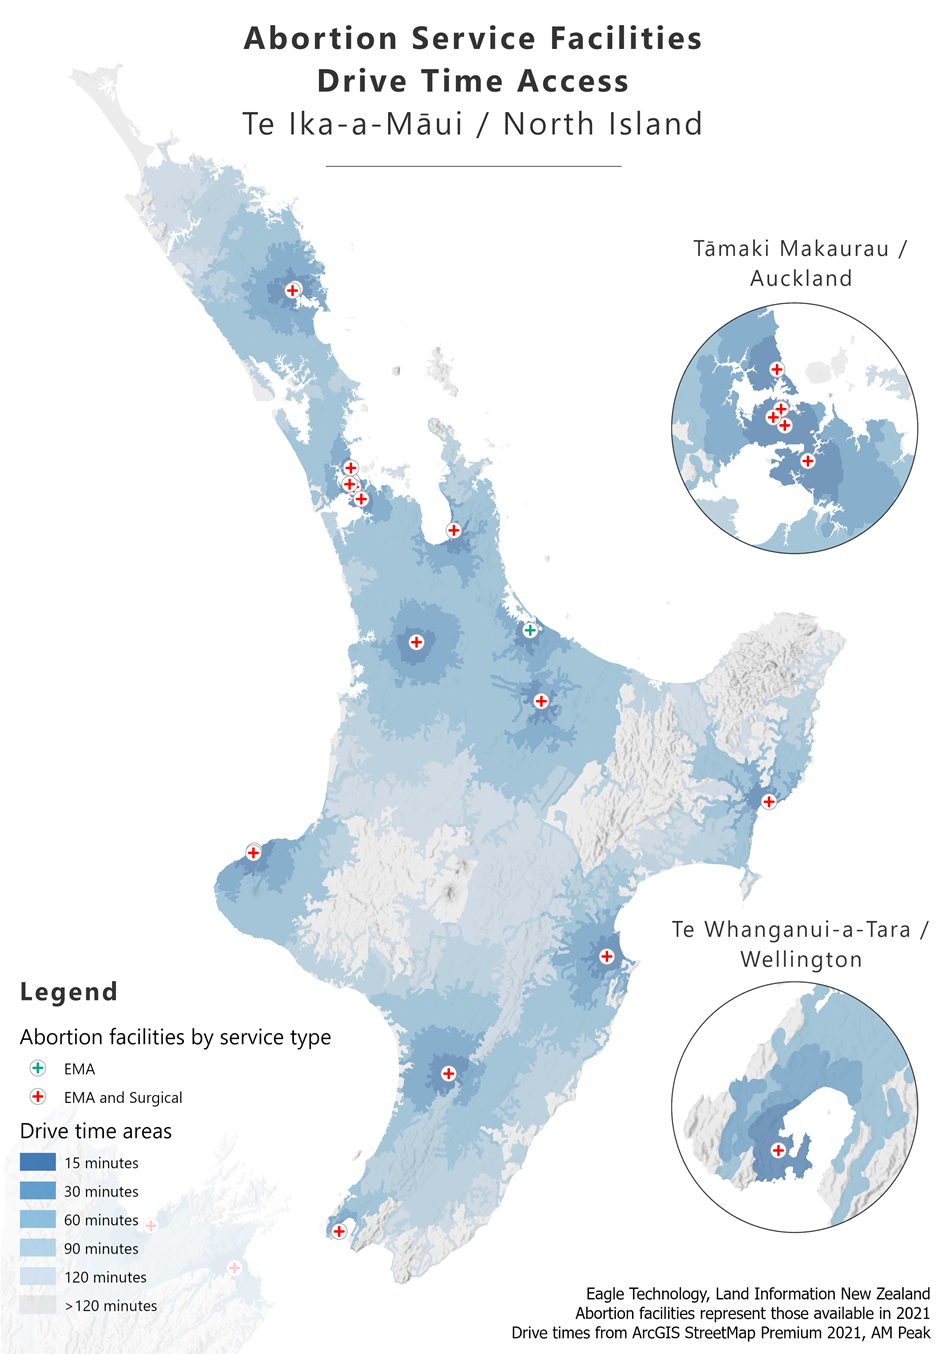 Abortion Service Facilities
Drive Time Access
Te Ika-a-Māui / North Island
Tāmaki Makaurau /
Auckland
Te Whanganui-a-Tara /
Wellington
Legend
Abortion facilities by service type
EMA
EMA and Surgical
Drive time areas
15 minutes
30 minutes
60 minutes
90 minutes
120 minutes
>120 minutes
Eagle Technology, Land Information New Zealand
Abortion facilities represent those available in 2021
Drive times from ArcGIS StreetMap Premium 2021, AM Peak